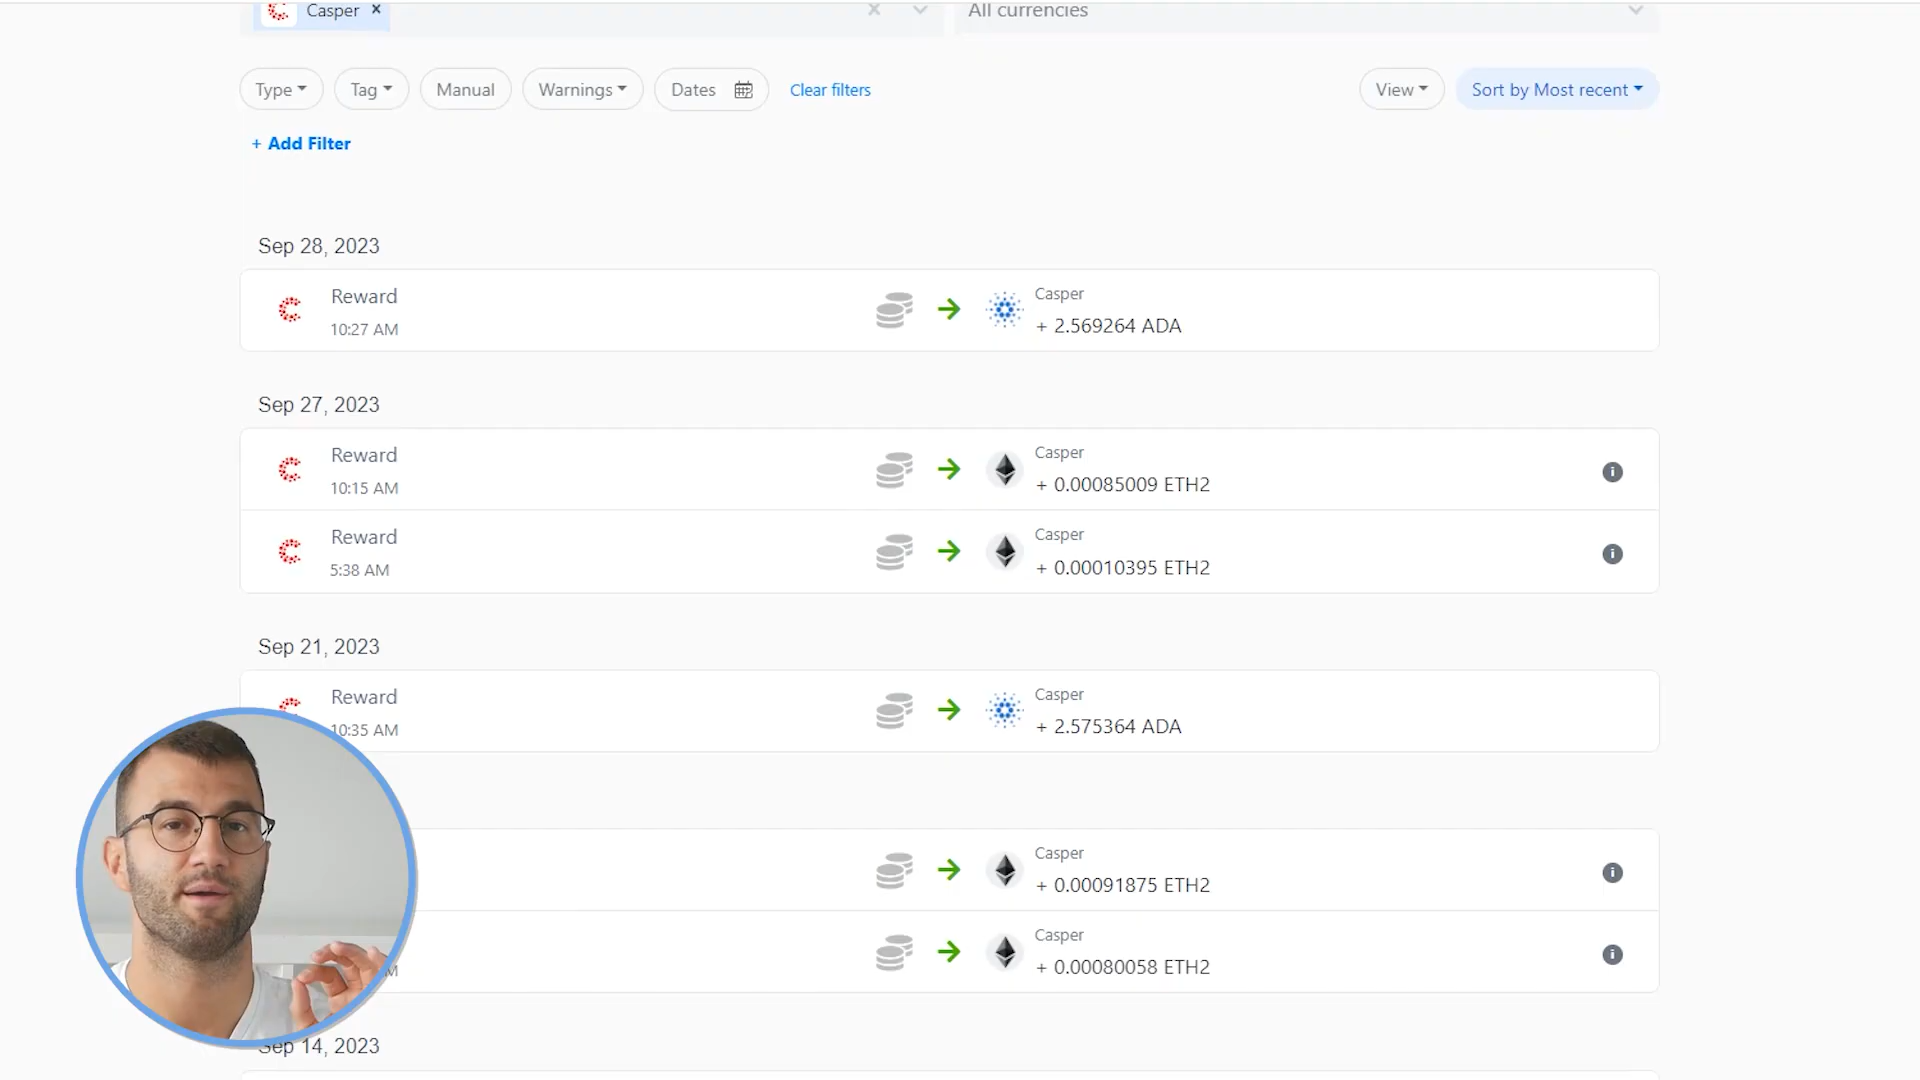 Casper ×
All currencies
Type
Tag
Manual
Warnings
Dates
Clear filters
View
Sort by Most recent
+ Add Filter
Sep 28, 2023
Reward
10:27 AM
Casper
+ 2.569264 ADA
Sep 27, 2023
Reward
10:15 AM
Casper
+ 0.00085009 ETH2
Reward
5:38 AM
Casper
+ 0.00010395 ETH2
Sep 21, 2023
Reward
10:35 AM
Casper
+ 2.575364 ADA
Casper
+ 0.00091875 ETH2
Casper
+ 0.00080058 ETH2
Sep 14, 2023